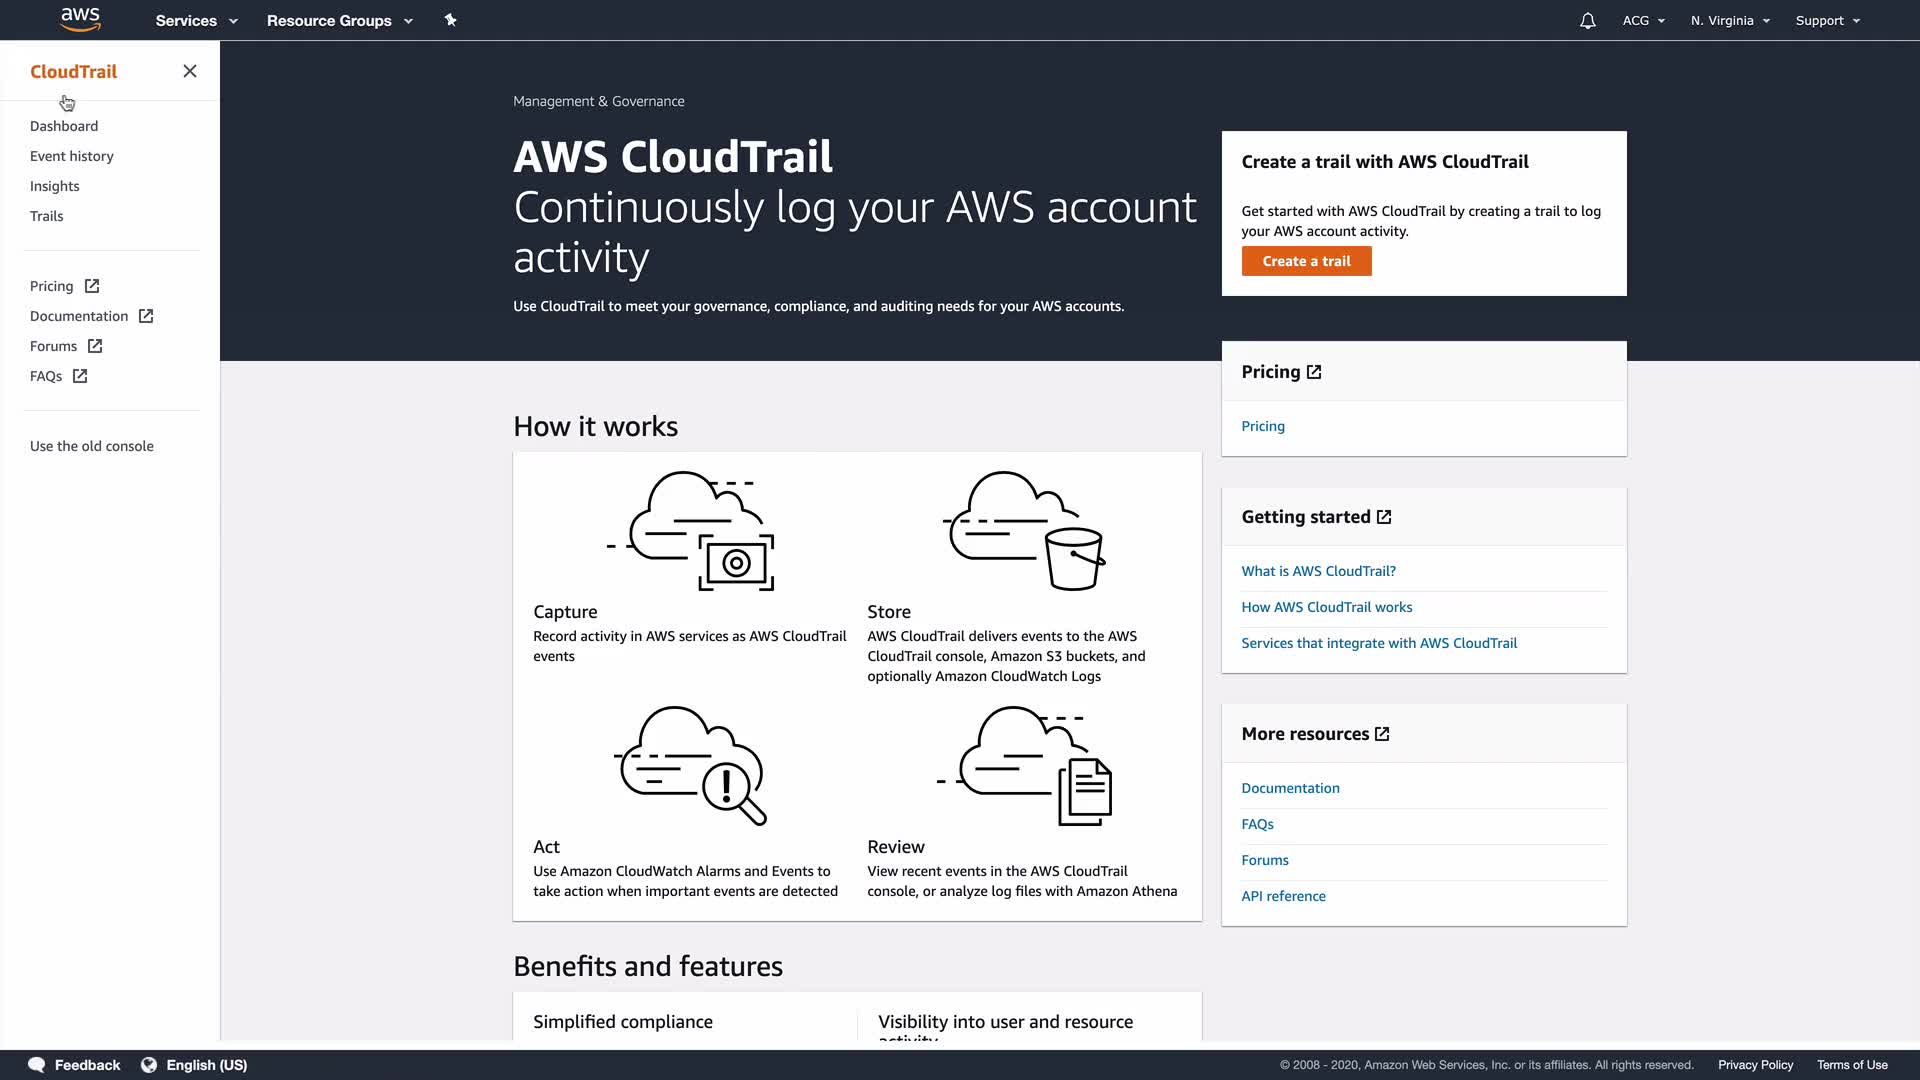 aws
Services
Resource Groups
ACG
N. Virginia
Support
CloudTrail
Dashboard
Event history
Insights
Trails
Pricing
Documentation
Forums
FAQs
Use the old console
Management & Governance
AWS CloudTrail
Continuously log your AWS account
activity
Use CloudTrail to meet your governance, compliance, and auditing needs for your AWS accounts.
Create a trail with AWS CloudTrail
Get started with AWS CloudTrail by creating a trail to log
your AWS account activity.
Create a trail
Pricing
Pricing
Getting started
What is AWS CloudTrail?
How AWS CloudTrail works
Services that integrate with AWS CloudTrail
More resources
Documentation
FAQs
Forums
API reference
How it works
Capture
Record activity in AWS services as AWS CloudTrail
events
Store
AWS CloudTrail delivers events to the AWS
CloudTrail console, Amazon S3 buckets, and
optionally Amazon CloudWatch Logs
Act
Use Amazon CloudWatch Alarms and Events to
take action when important events are detected
Review
View recent events in the AWS CloudTrail
console, or analyze log files with Amazon Athena
Benefits and features
Simplified compliance
Visibility into user and resource
activity
Feedback
English (US)
© 2008 - 2020, Amazon Web Services, Inc. or its affiliates. All rights reserved.
Privacy Policy
Terms of Use